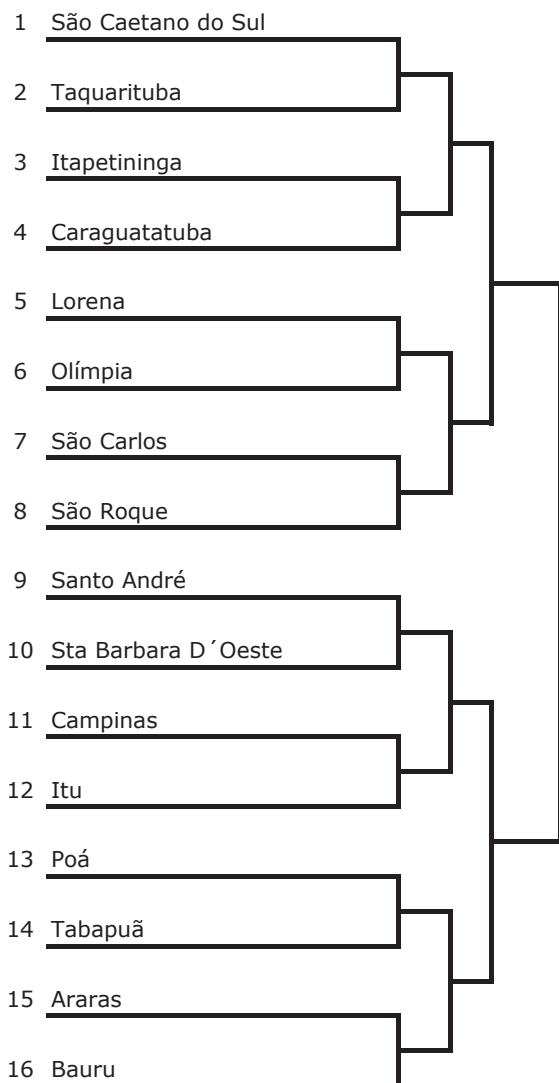 1 São Caetano do Sul
2 Taquarituba
3 Itapetininga
4 Caraguatatuba
5 Lorena
6 Olímpia
7 São Carlos
8 São Roque
9 Santo André
10 Sta Barbara D´Oeste
11 Campinas
12 Itu
13 Poá
14 Tabapuã
15 Araras
16 Bauru